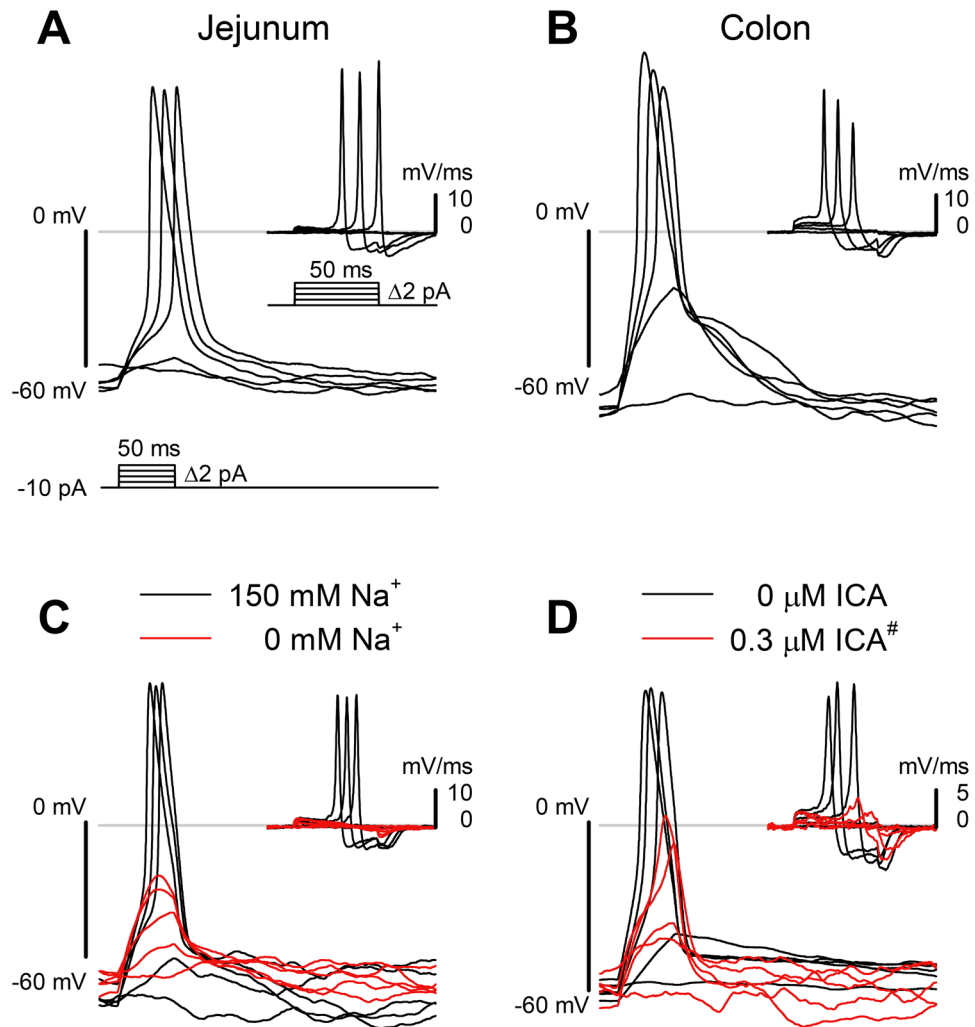 A
Jejunum
mV/ms
10
0
0 mV
50 ms
Δ2 pA
-60 mV
50 ms
Δ2 pA
-10 pA
B
Colon
mV/ms
10
0
0 mV
-60 mV
C
150 mM Na⁺
0 mM Na⁺
mV/ms
10
0
0 mV
-60 mV
D
0 μM ICA
0.3 μM ICA#
mV/ms
5
0
0 mV
-60 mV